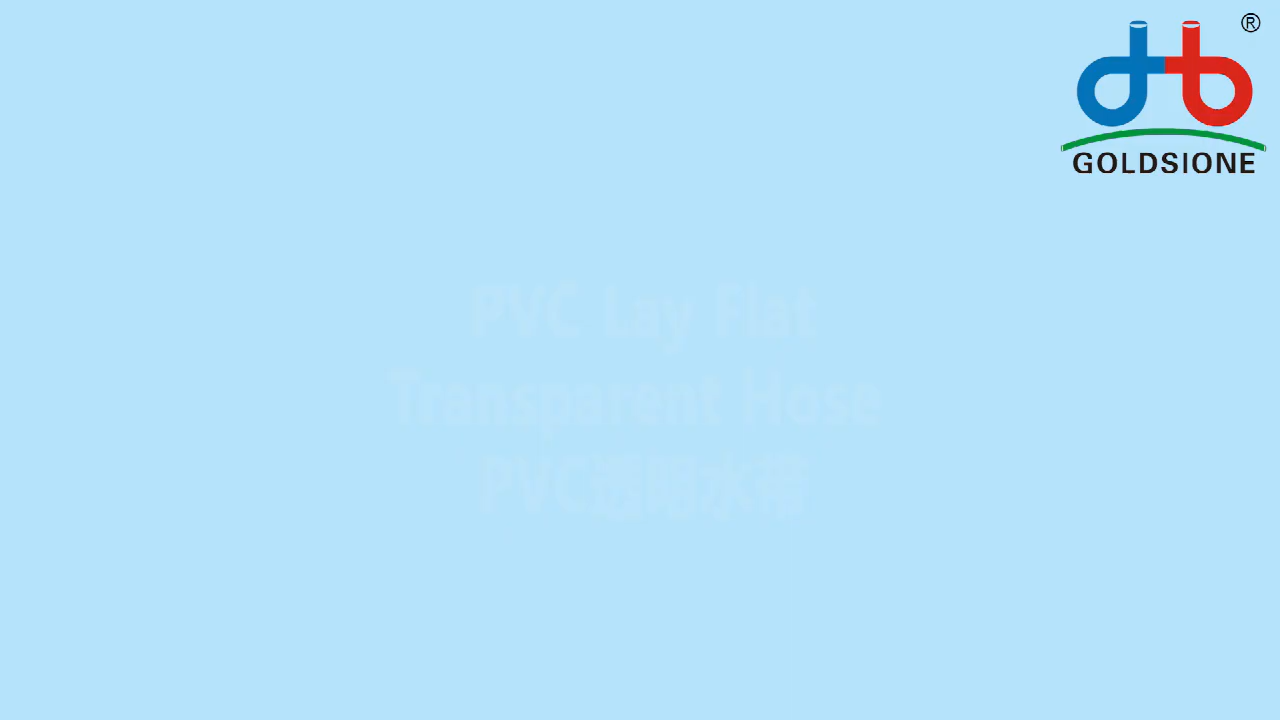 ®
GOLDSIONE
PVC Lay Flat
Transparent Hose
PVC透明水带